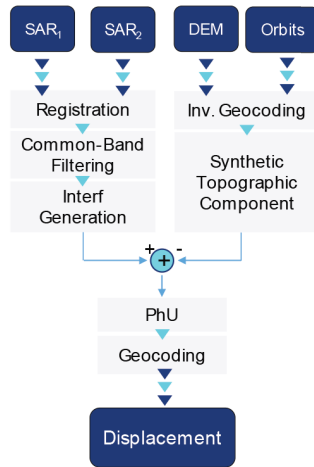 SAR₁
SAR₂
DEM
Orbits
Registration
Inv. Geocoding
Common-Band
Filtering
Synthetic
Topographic
Component
Interf
Generation
+
-
+
PhU
Geocoding
Displacement